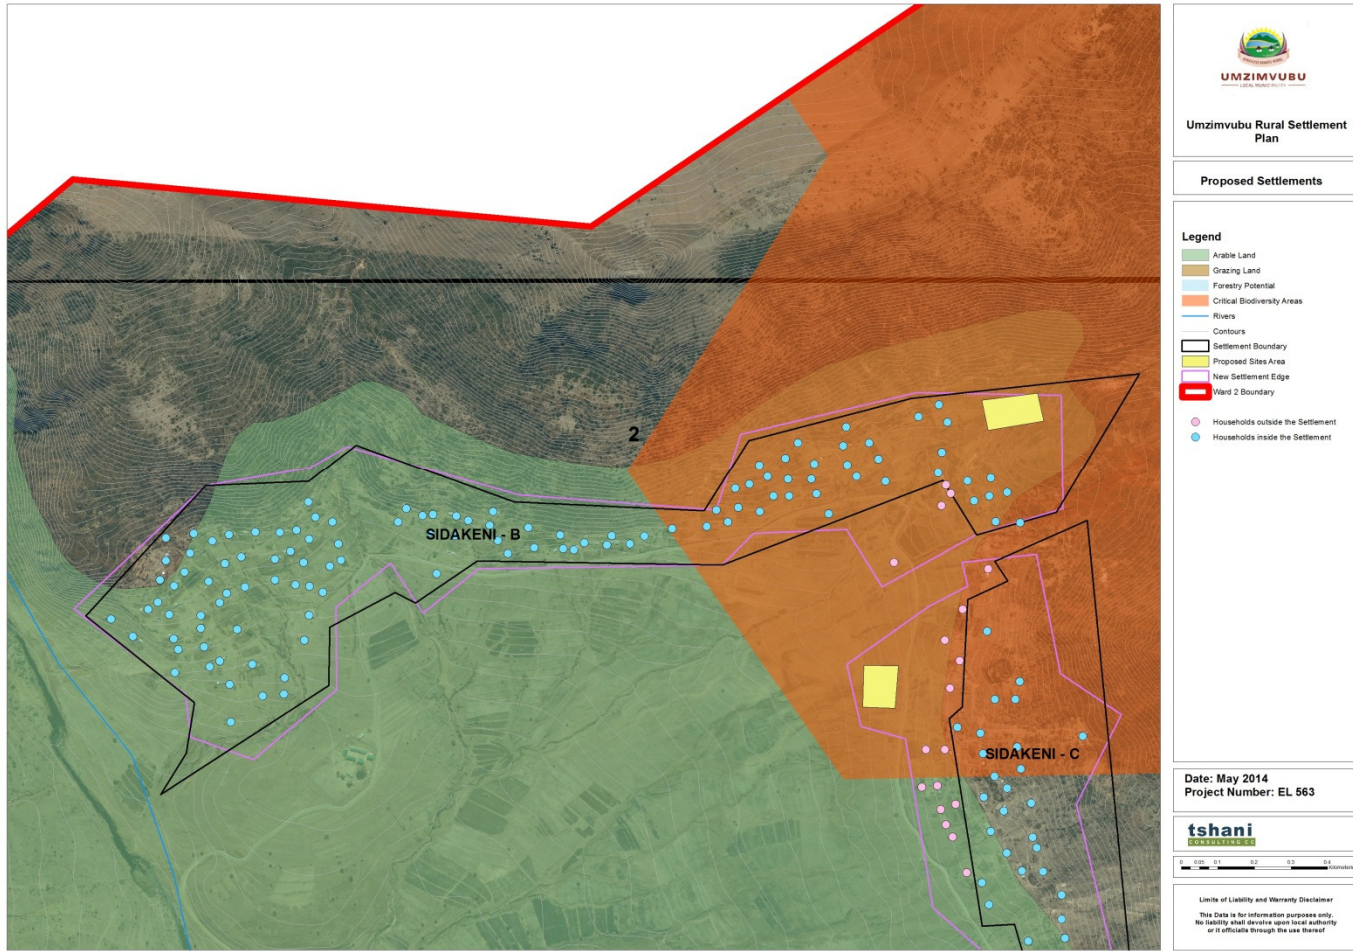 2
SIDAKENI - B
SIDAKENI - C
UMZIMVUBU
LOCAL MUNICIPALITY
Umzimvubu Rural Settlement
Plan
Proposed Settlements
Legend
Arable Land
Grazing Land
Forestry Potential
Critical Biodiversity Areas
Rivers
Contours
Settlement Boundary
Proposed Sites Area
New Settlement Edge
Ward 2 Boundary
Households outside the Settlement
Households inside the Settlement
Date: May 2014
Project Number: EL 563
tshani
CONSULTING CC
0 0.05 0.1 0.2 0.3 0.4
Kilometers
Limits of Liability and Warranty Disclaimer
This Data is for information purposes only.
No liability shall devolve upon local authority
or it officials through the use thereof